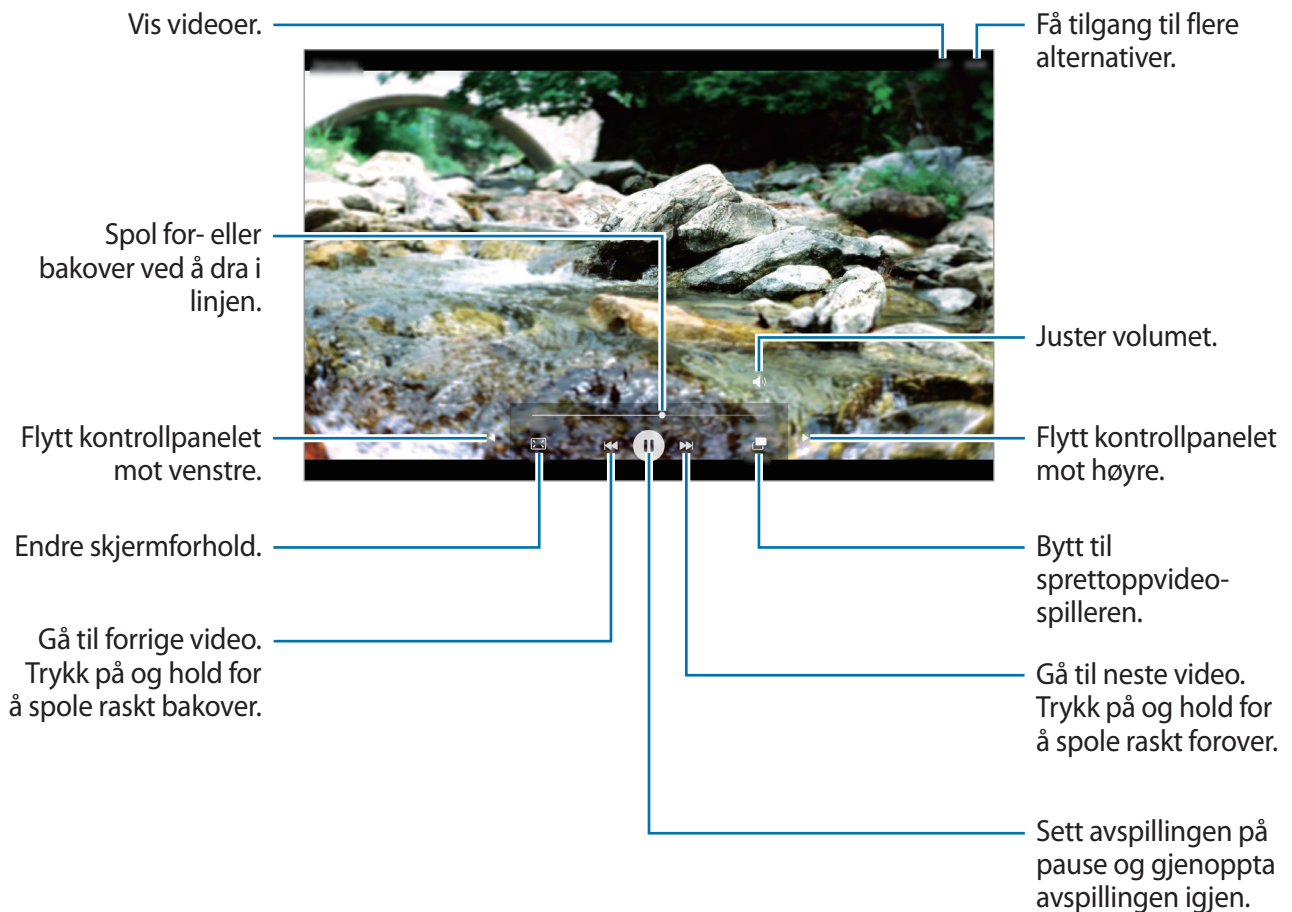 Vis videoer.
Få tilgang til flere
alternativer.
Spol for- eller
bakover ved å dra i
linjen.
Juster volumet.
Flytt kontrollpanelet
mot venstre.
Flytt kontrollpanelet
mot høyre.
Endre skjermforhold.
Bytt til
sprettoppvideo-
spilleren.
Gå til forrige video.
Trykk på og hold for
å spole raskt bakover.
Gå til neste video.
Trykk på og hold for
å spole raskt forover.
Sett avspillingen på
pause og gjenoppta
avspillingen igjen.